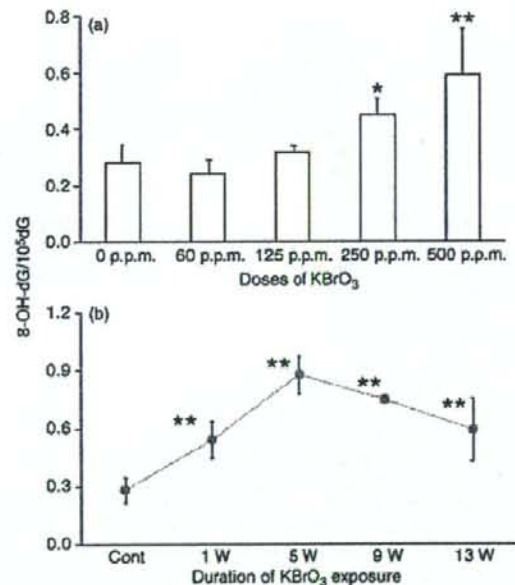 8-OH-dG/10⁵dG
(a)
0.8
0.6
0.4
0.2
0.0
* **
0 p.p.m. 60 p.p.m. 125 p.p.m. 250 p.p.m. 500 p.p.m.
Doses of KBrO₃
(b)
1.2
0.9
0.6
0.3
0.0
** ** ** **
Cont 1 W 5 W 9 W 13 W
Duration of KBrO₃ exposure